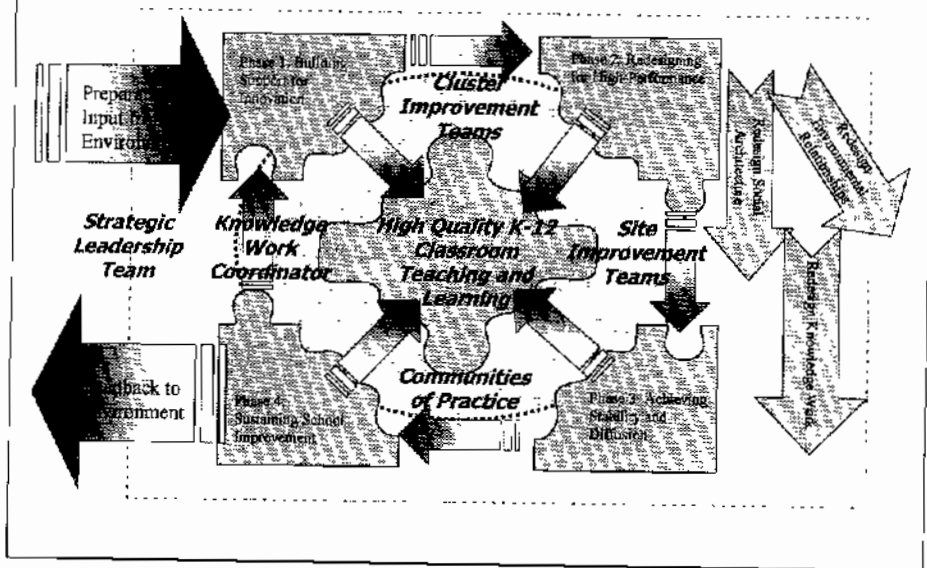 Phase 1: Building
Support for
Innovation
Phase 2: Redesigning
for High-Performance
Cluster
Improvement
Teams
Input
Redesign Social
Architecture
Redesign
Environmental
Relationships
Strategic
Leadership
Team
Knowledge
Work
Coordinator
High Quality K-12
Classroom
Teaching and
Learning
Site
Improvement
Teams
Redesign Knowledge Work
Communities
of Practice
to
Phase 4:
Sustaining School
Improvement
Phase 3: Achieving
Stability and
Diffusion